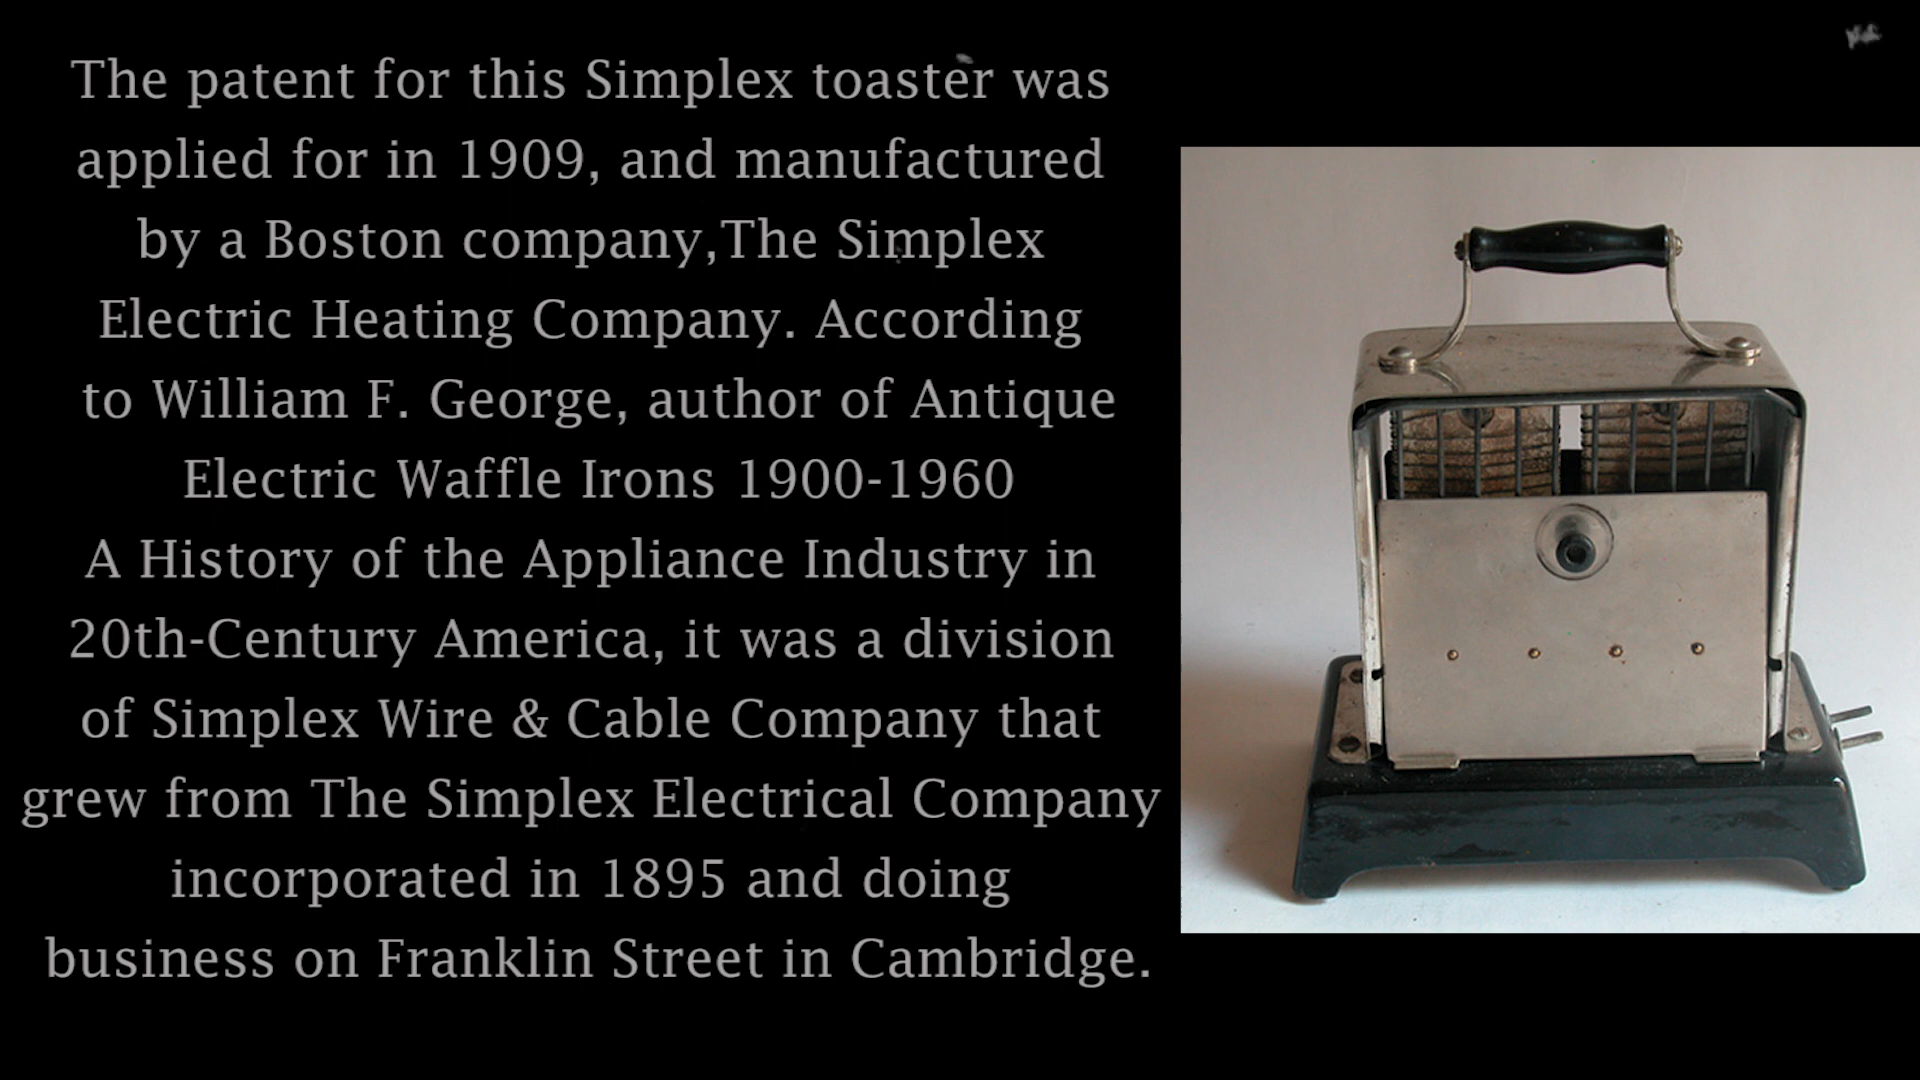 The patent for this Simplex toaster was
applied for in 1909, and manufactured
by a Boston company,The Simplex
Electric Heating Company. According
to William F. George, author of Antique
Electric Waffle Irons 1900-1960
A History of the Appliance Industry in
20th-Century America, it was a division
of Simplex Wire & Cable Company that
grew from The Simplex Electrical Company
incorporated in 1895 and doing
business on Franklin Street in Cambridge.